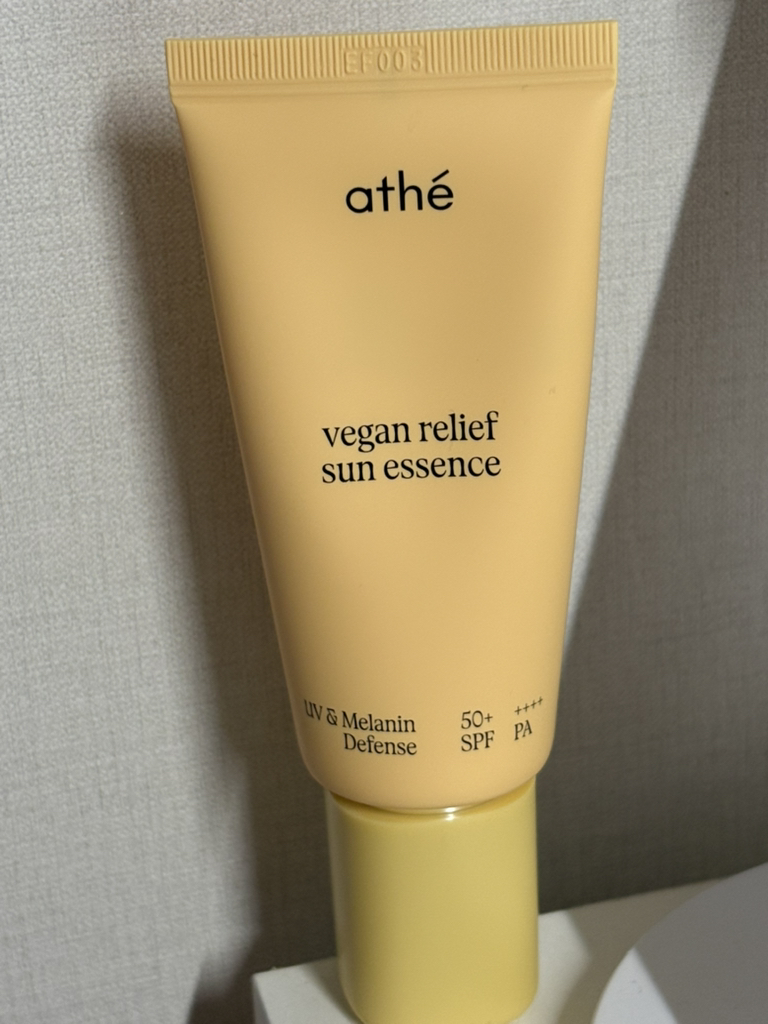 EF003
athé
vegan relief
sun essence
UV & Melanin
Defense
50+
SPF
++++
PA